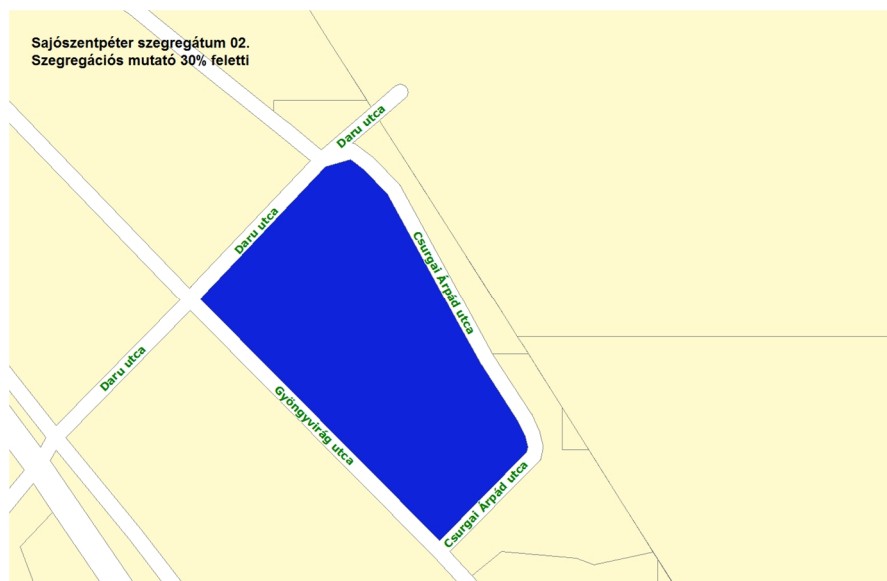 Sajószentpéter szegregátum 02.
Szegregációs mutató 30% feletti
Daru utca
Daru utca
Csurgai Árpád utca
Daru utca
Gyöngyvirág utca
Csurgai Árpád utca